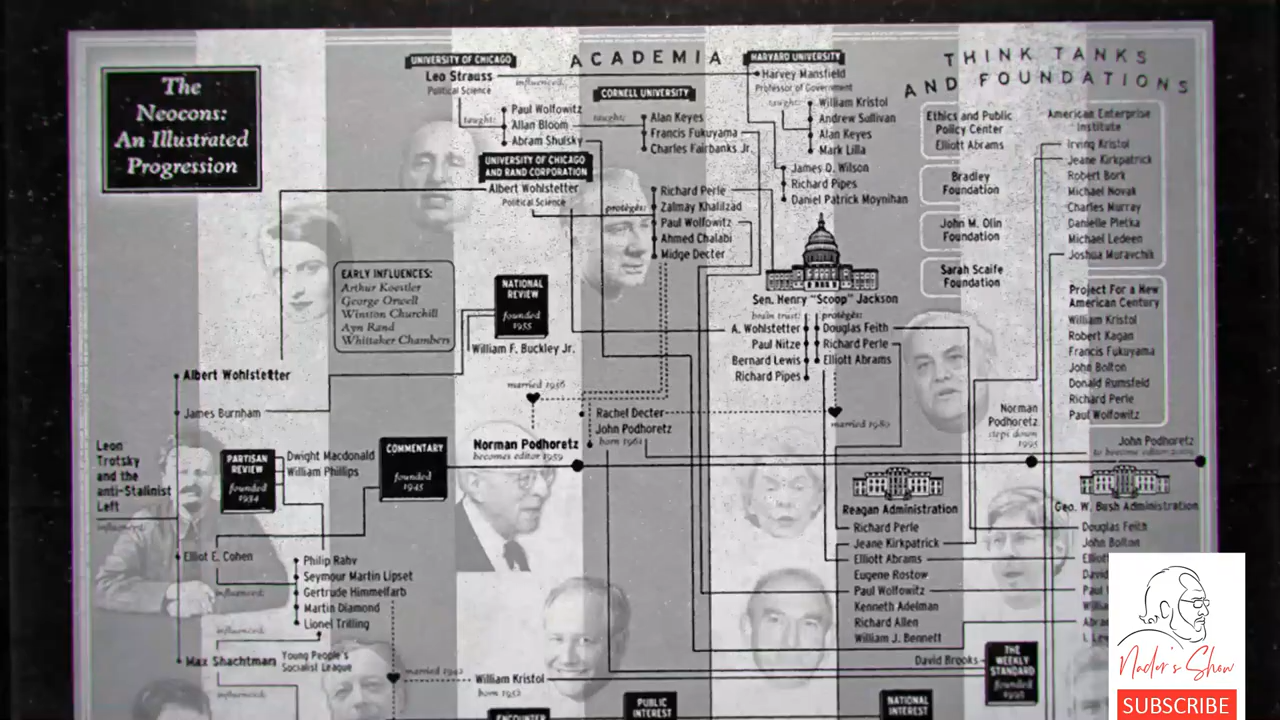 The
Neocons:
An Illustrated
Progression
ACADEMIA
THINK TANKS
AND FOUNDATIONS
UNIVERSITY OF CHICAGO
Leo Strauss
Political Science
influenced:
taught:
Paul Wolfowitz
Allan Bloom
Abram Shulsky
CORNELL UNIVERSITY
taught:
Alan Keyes
Francis Fukuyama
Charles Fairbanks Jr.
HARVARD UNIVERSITY
Harvey Mansfield
Professor of Government
taught:
William Kristol
Andrew Sullivan
Alan Keyes
Mark Lilla
James D. Wilson
Richard Pipes
Daniel Patrick Moynihan
UNIVERSITY OF CHICAGO
AND RAND CORPORATION
Albert Wohlstetter
Political Science
protégés:
Richard Perle
Zalmay Khalilzad
Paul Wolfowitz
Ahmed Chalabi
Midge Decter
Ethics and Public
Policy Center
Elliott Abrams
Bradley
Foundation
John M. Olin
Foundation
Sarah Scaife
Foundation
American Enterprise
Institute
Irving Kristol
Jeane Kirkpatrick
Robert Bork
Michael Novak
Charles Murray
Danielle Pletka
Michael Ledeen
Joshua Muravchik
Project For a New
American Century
William Kristol
Robert Kagan
Francis Fukuyama
John Bolton
Donald Rumsfeld
Richard Perle
Paul Wolfowitz
EARLY INFLUENCES:
Arthur Koestler
George Orwell
Winston Churchill
Ayn Rand
Whittaker Chambers
NATIONAL
REVIEW
founded
1955
William F. Buckley Jr.
Sen. Henry "Scoop" Jackson
brain trust:
A. Wohlstetter
Paul Nitze
Bernard Lewis
Richard Pipes
protégés:
Douglas Feith
Richard Perle
Elliott Abrams
Albert Wohlstetter
James Burnham
married 1956
Rachel Decter
John Podhoretz
born 1961
married 1980
Norman
Podhoretz
steps down
1995
John Podhoretz
to become editor
Leon
Trotsky
and the
anti-Stalinist
Left
influenced:
PARTISAN
REVIEW
founded
1934
Dwight Macdonald
William Phillips
COMMENTARY
founded
1945
Norman Podhoretz
becomes editor 1959
Reagan Administration
Richard Perle
Jeane Kirkpatrick
Elliott Abrams
Eugene Rostow
Paul Wolfowitz
Kenneth Adelman
Richard Allen
William J. Bennett
Geo. W. Bush Administration
Douglas Feith
John Bolton
Elliott
David
Paul
Willia
Abra
I. Lew
Elliot E. Cohen
influenced:
Philip Rahv
Seymour Martin Lipset
Gertrude Himmelfarb
Martin Diamond
Lionel Trilling
influenced:
Max Shachtman
Young People's
Socialist League
influenced:
married 1942
William Kristol
born 1952
David Brooks
THE
WEEKLY
STANDARD
founded
1995
ENCOUNTER
PUBLIC
INTEREST
NATIONAL
INTEREST
Nader's Show
SUBSCRIBE